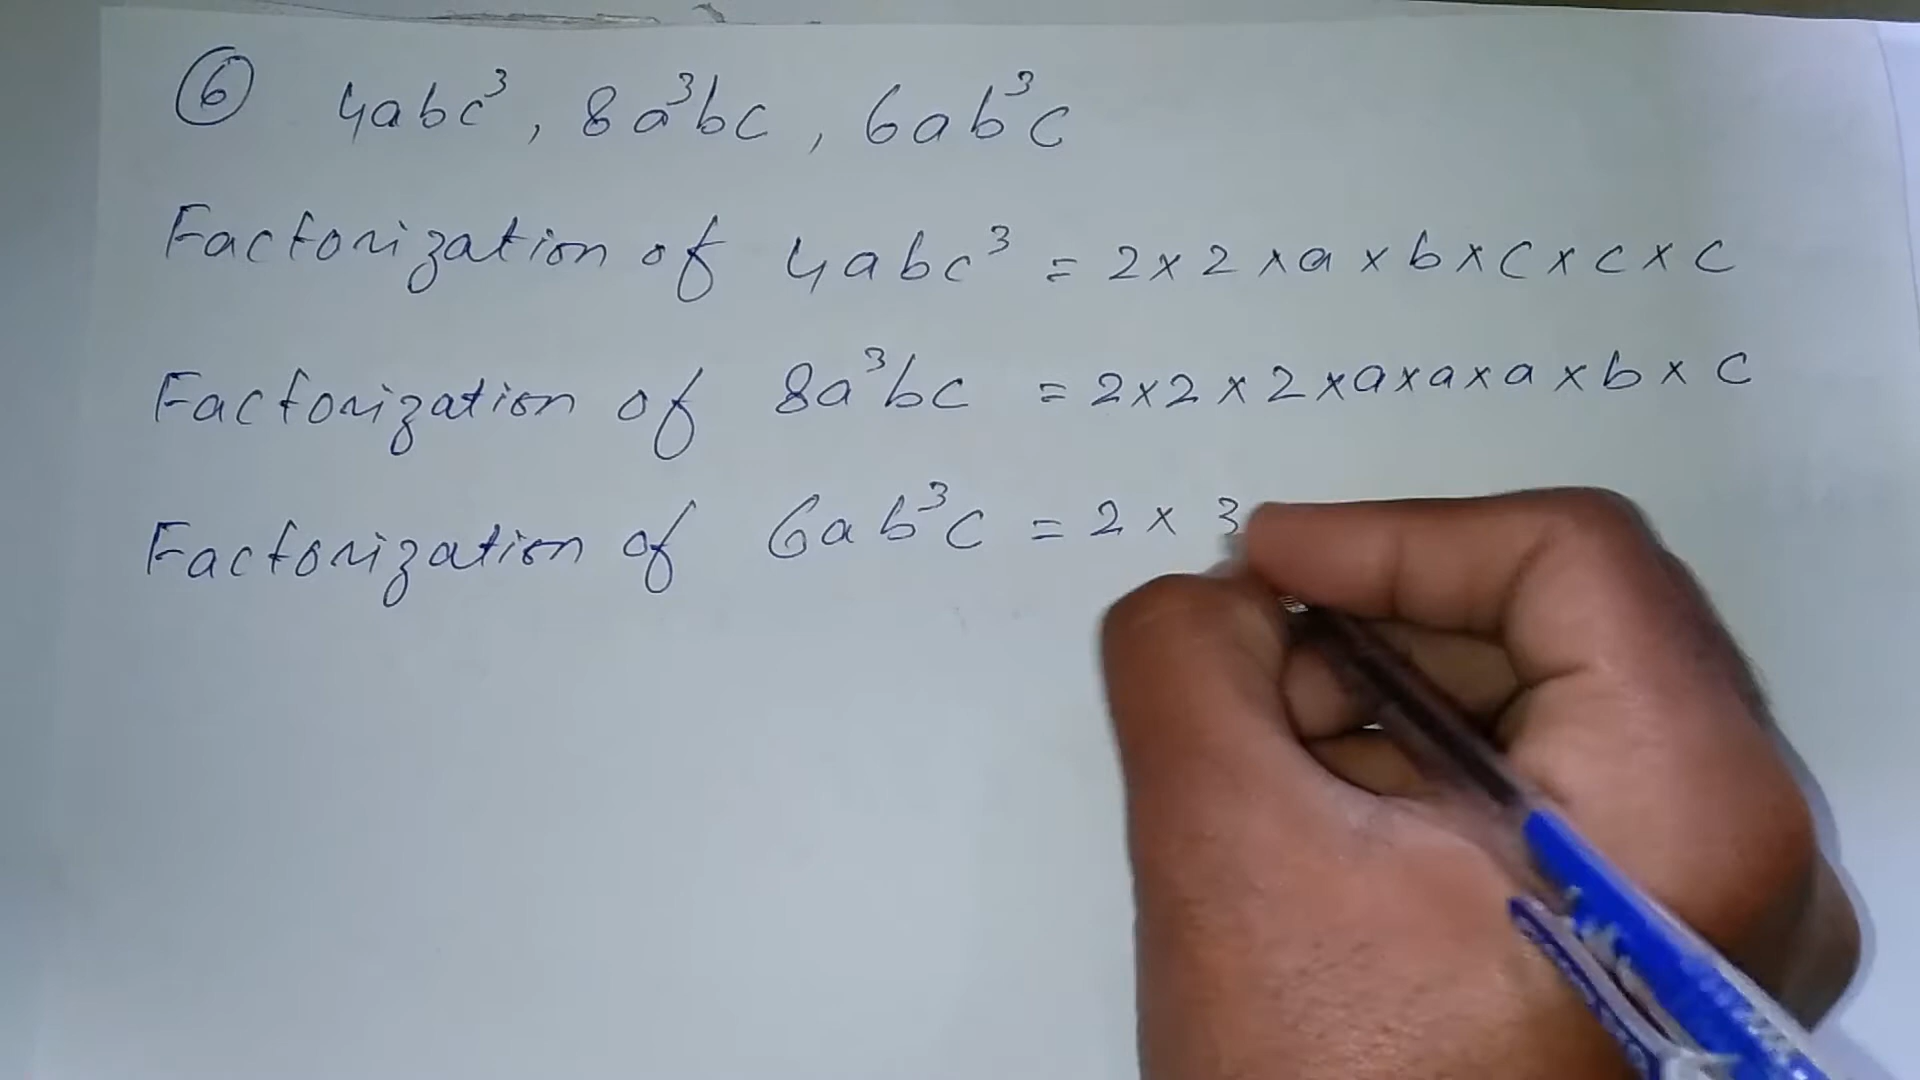 ⑥ 4abc³, 8a³bc, 6ab³c
Factorization of 4abc³ = 2×2×a×b×c×c×c
Factorization of 8a³bc = 2×2×2×a×a×a×b×c
Factorization of 6ab³c = 2×3